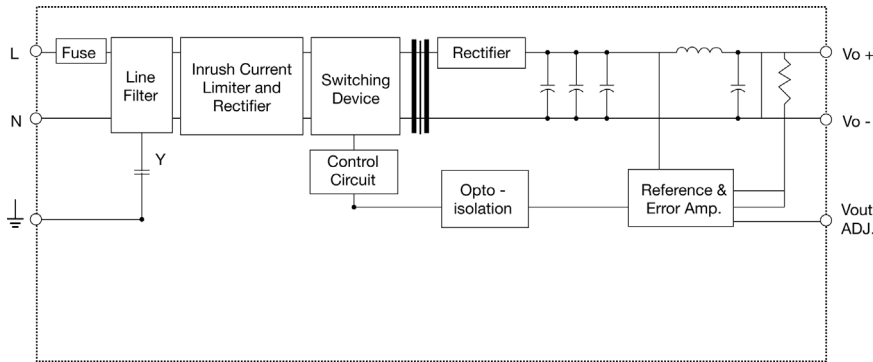 L
Fuse
Line
Filter
Inrush Current
Limiter and
Rectifier
Switching
Device
Rectifier
Vo +
N
Vo -
Y
Control
Circuit
Opto -
isolation
Reference &
Error Amp.
Vout
ADJ.